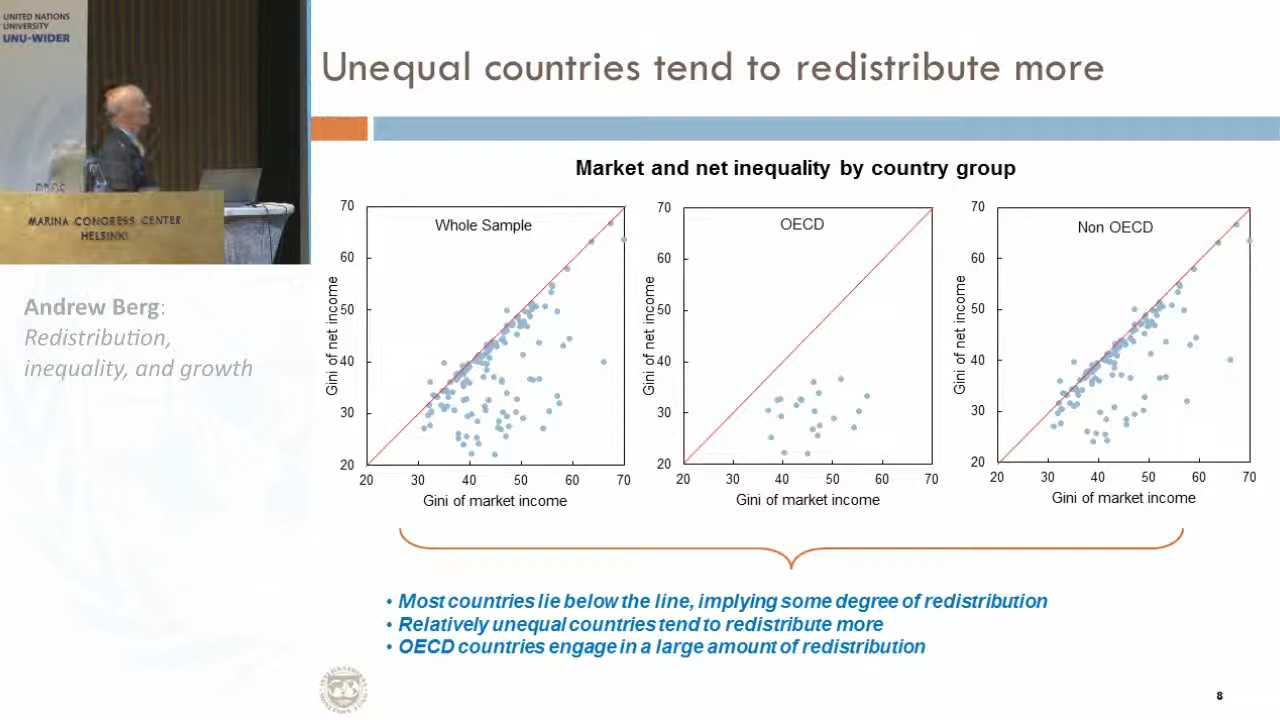 UNITED NATIONS
UNIVERSITY
UNU-WIDER
MARINA CONGRESS CENTER
HELSINKI
Andrew Berg:
Redistribution,
inequality, and growth
Unequal countries tend to redistribute more
Market and net inequality by country group
Whole Sample
Gini of net income
70
60
50
40
30
20
20 30 40 50 60 70
Gini of market income
OECD
Gini of net income
70
60
50
40
30
20
20 30 40 50 60 70
Gini of market income
Non OECD
Gini of net income
70
60
50
40
30
20
20 30 40 50 60 70
Gini of market income
• Most countries lie below the line, implying some degree of redistribution
• Relatively unequal countries tend to redistribute more
• OECD countries engage in a large amount of redistribution
INTERNATIONAL
MONETARY FUND
8